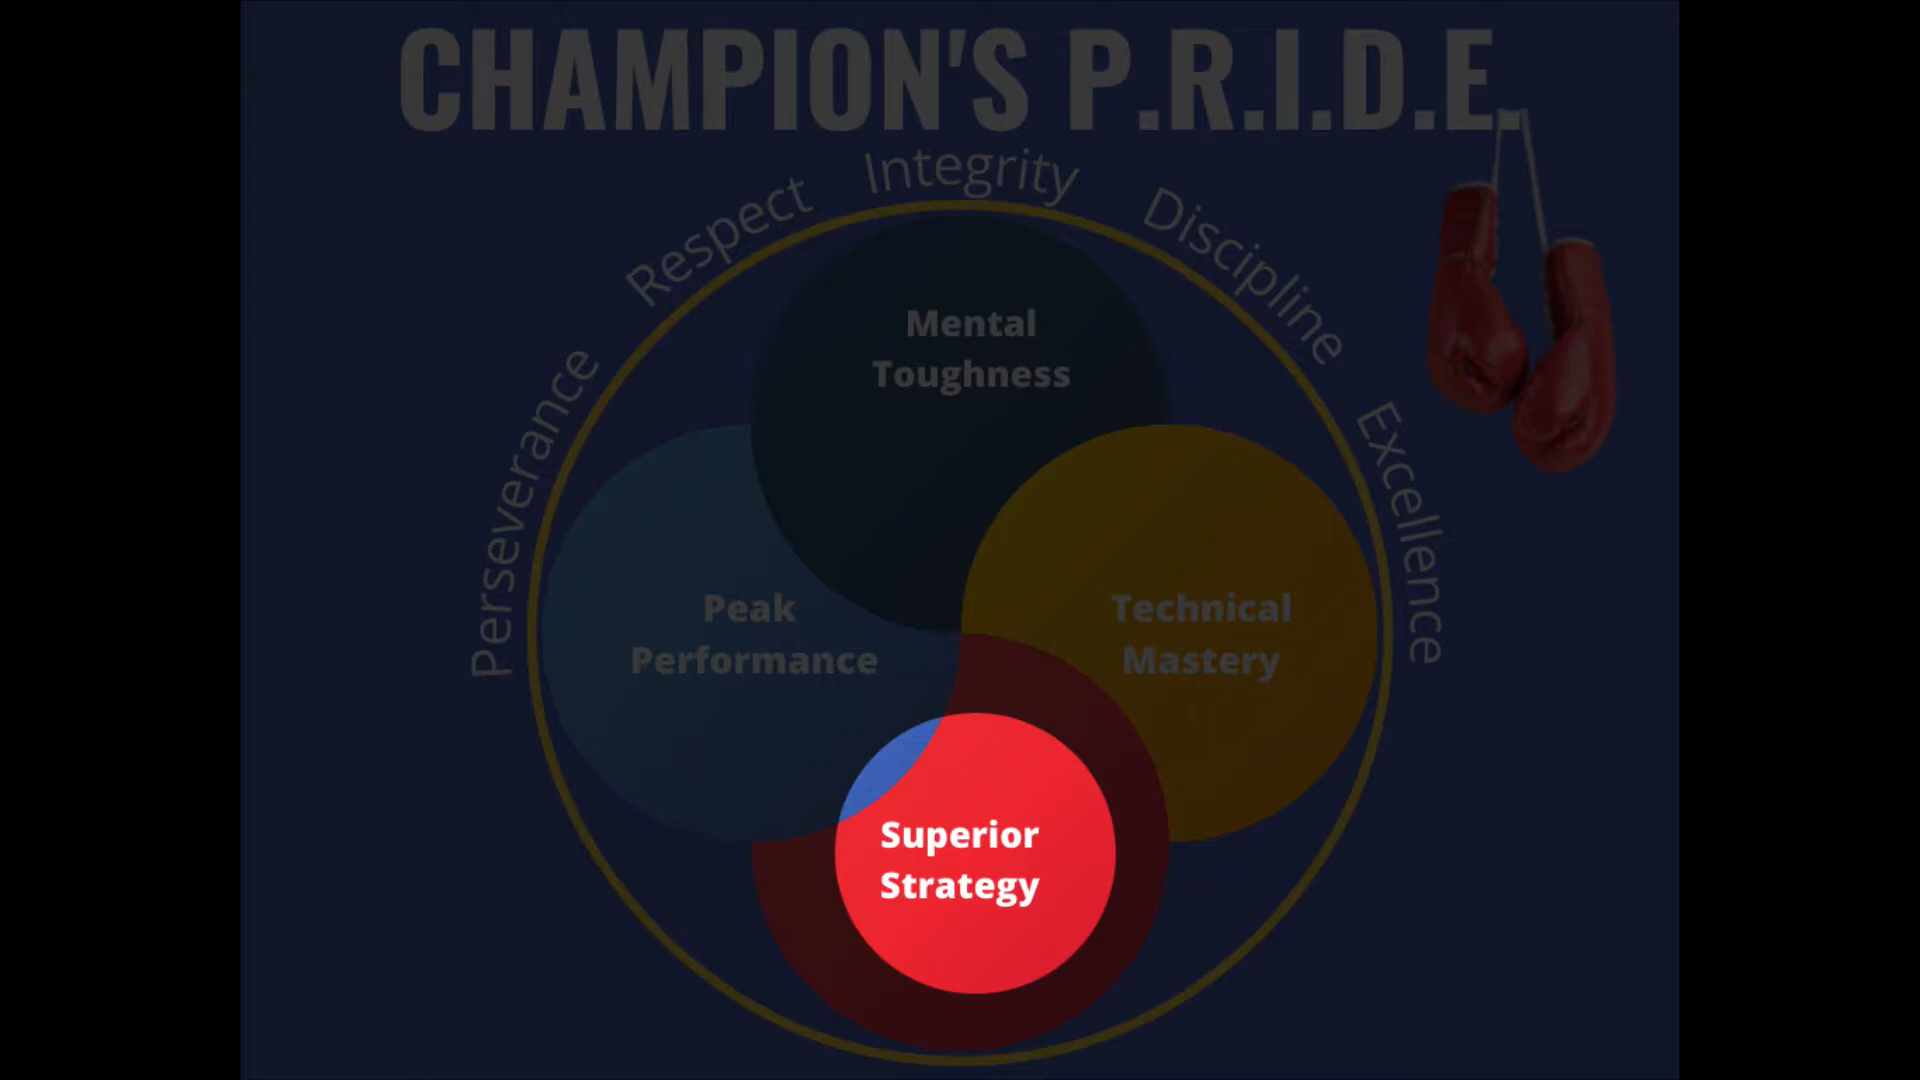 CHAMPION'S P.R.I.D.E.
Perseverance
Respect
Integrity
Discipline
Excellence
Mental
Toughness
Peak
Performance
Technical
Mastery
Superior
Strategy